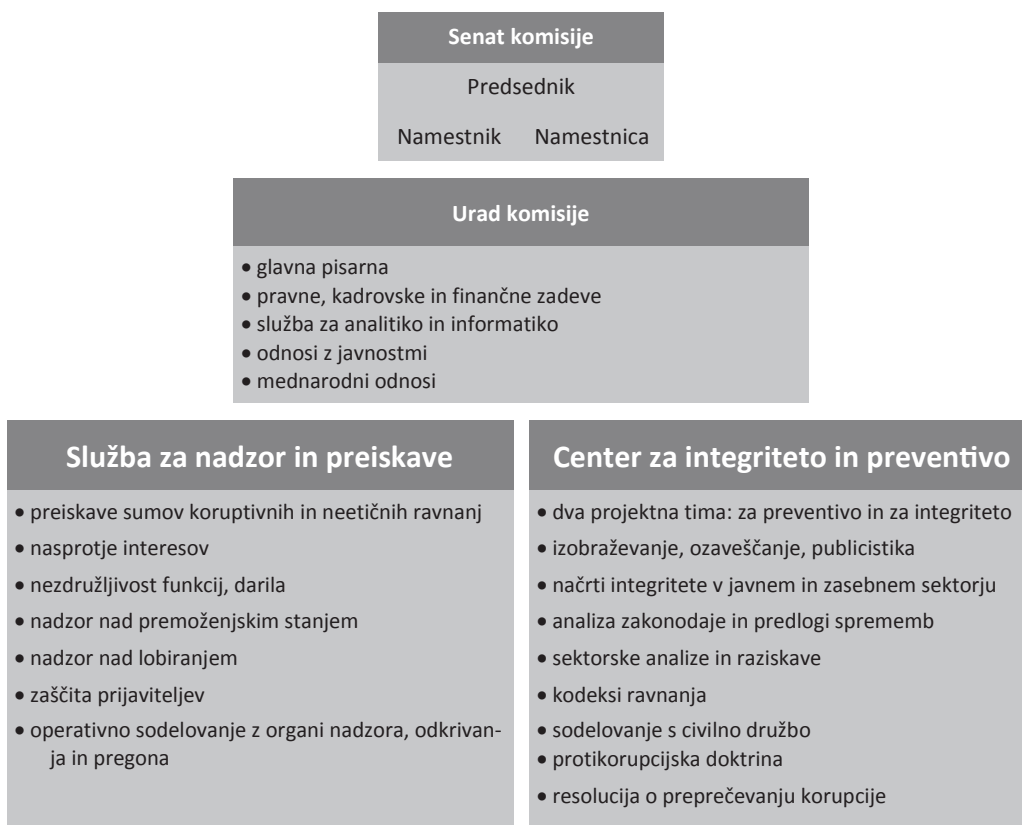 Senat komisije
Predsednik
Namestnik Namestnica
Urad komisije
• glavna pisarna
• pravne, kadrovske in finančne zadeve
• služba za analitiko in informatiko
• odnosi z javnostmi
• mednarodni odnosi
Služba za nadzor in preiskave
• preiskave sumov koruptivnih in neetičnih ravnanj
• nasprotje interesov
• nezdružljivost funkcij, darila
• nadzor nad premoženjskim stanjem
• nadzor nad lobiranjem
• zaščita prijaviteljev
• operativno sodelovanje z organi nadzora, odkrivan-
ja in pregona
Center za integriteto in preventivo
• dva projektna tima: za preventivo in za integriteto
• izobraževanje, ozaveščanje, publicistika
• načrti integritete v javnem in zasebnem sektorju
• analiza zakonodaje in predlogi sprememb
• sektorske analize in raziskave
• kodeksi ravnanja
• sodelovanje s civilno družbo
• protikorupcijska doktrina
• resolucija o preprečevanju korupcije